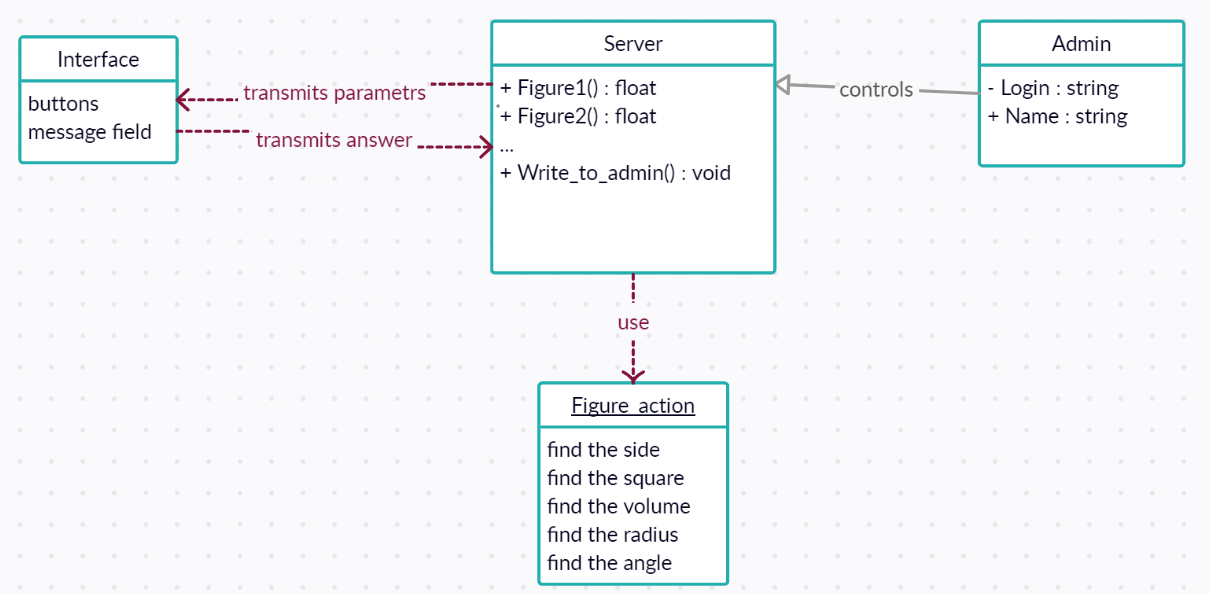 Interface
buttons
message field
transmits parametrs
transmits answer
Server
+ Figure1() : float
+ Figure2() : float
...
+ Write_to_admin() : void
controls
Admin
- Login : string
+ Name : string
use
Figure_action
find the side
find the square
find the volume
find the radius
find the angle